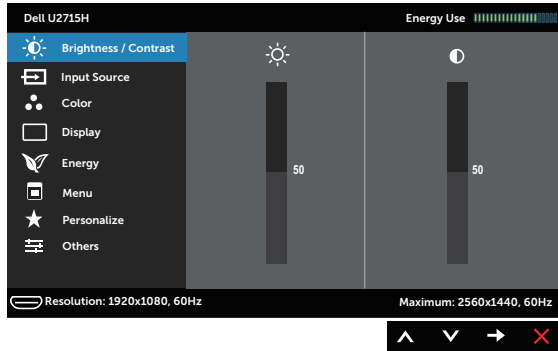 Dell U2715H
Energy Use
Brightness / Contrast
Input Source
Color
Display
Energy
Menu
Personalize
Others
50
50
Resolution: 1920x1080, 60Hz
Maximum: 2560x1440, 60Hz